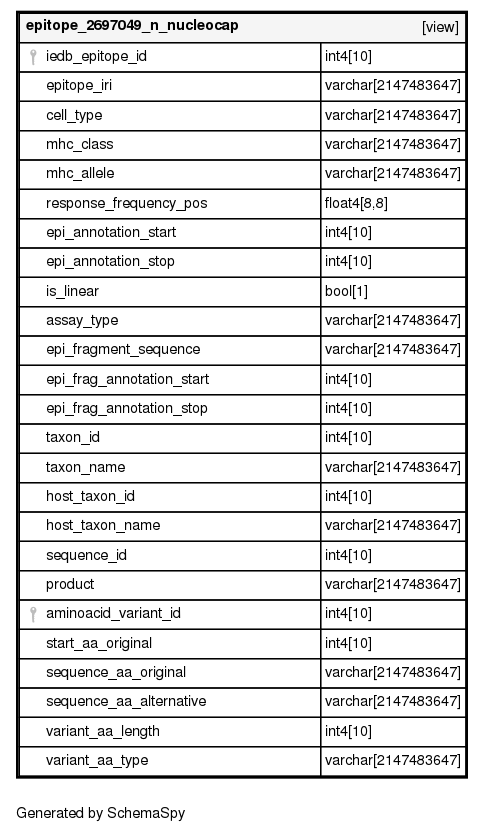 epitope_2697049_n_nucleocap [view]
iedb_epitope_id int4[10]
epitope_iri varchar[2147483647]
cell_type varchar[2147483647]
mhc_class varchar[2147483647]
mhc_allele varchar[2147483647]
response_frequency_pos float4[8,8]
epi_annotation_start int4[10]
epi_annotation_stop int4[10]
is_linear bool[1]
assay_type varchar[2147483647]
epi_fragment_sequence varchar[2147483647]
epi_frag_annotation_start int4[10]
epi_frag_annotation_stop int4[10]
taxon_id int4[10]
taxon_name varchar[2147483647]
host_taxon_id int4[10]
host_taxon_name varchar[2147483647]
sequence_id int4[10]
product varchar[2147483647]
aminoacid_variant_id int4[10]
start_aa_original int4[10]
sequence_aa_original varchar[2147483647]
sequence_aa_alternative varchar[2147483647]
variant_aa_length int4[10]
variant_aa_type varchar[2147483647]
Generated by SchemaSpy